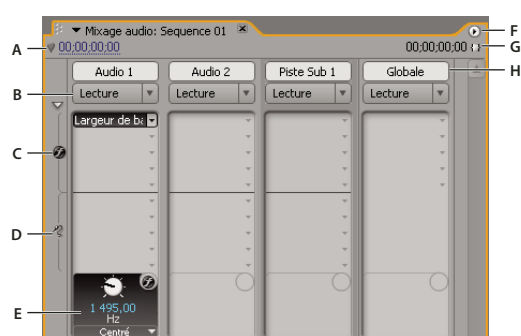 Mixage audio: Sequence 01
F
A
00;00;00;00
00;00;00;00
G
Audio 1
Audio 2
Piste Sub 1
Globale
H
B
Lecture
Lecture
Lecture
Lecture
Largeur de ba
C
D
E
1 495,00
Hz
Centré